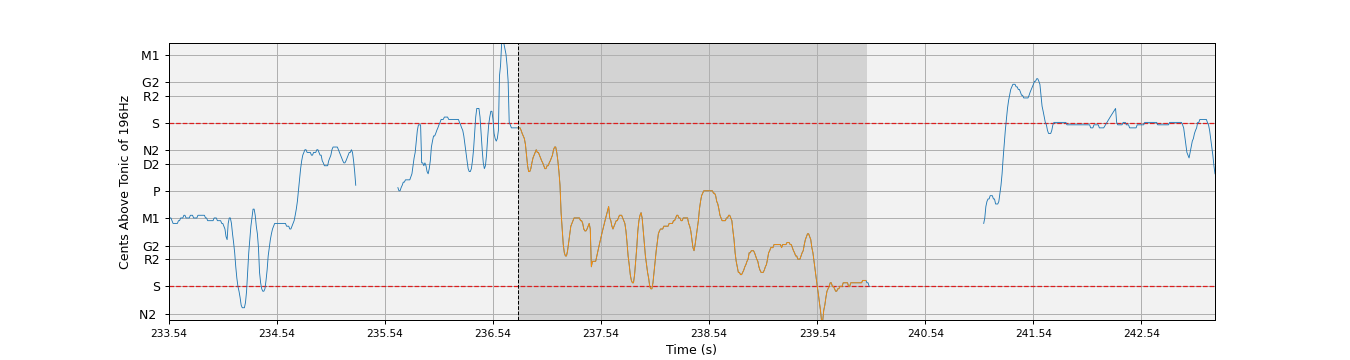 Cents Above Tonic of 196Hz
M1
G2
R2
S
N2
D2
P
M1
G2
R2
S
N2
233.54 234.54 235.54 236.54 237.54 238.54 239.54 240.54 241.54 242.54
Time (s)